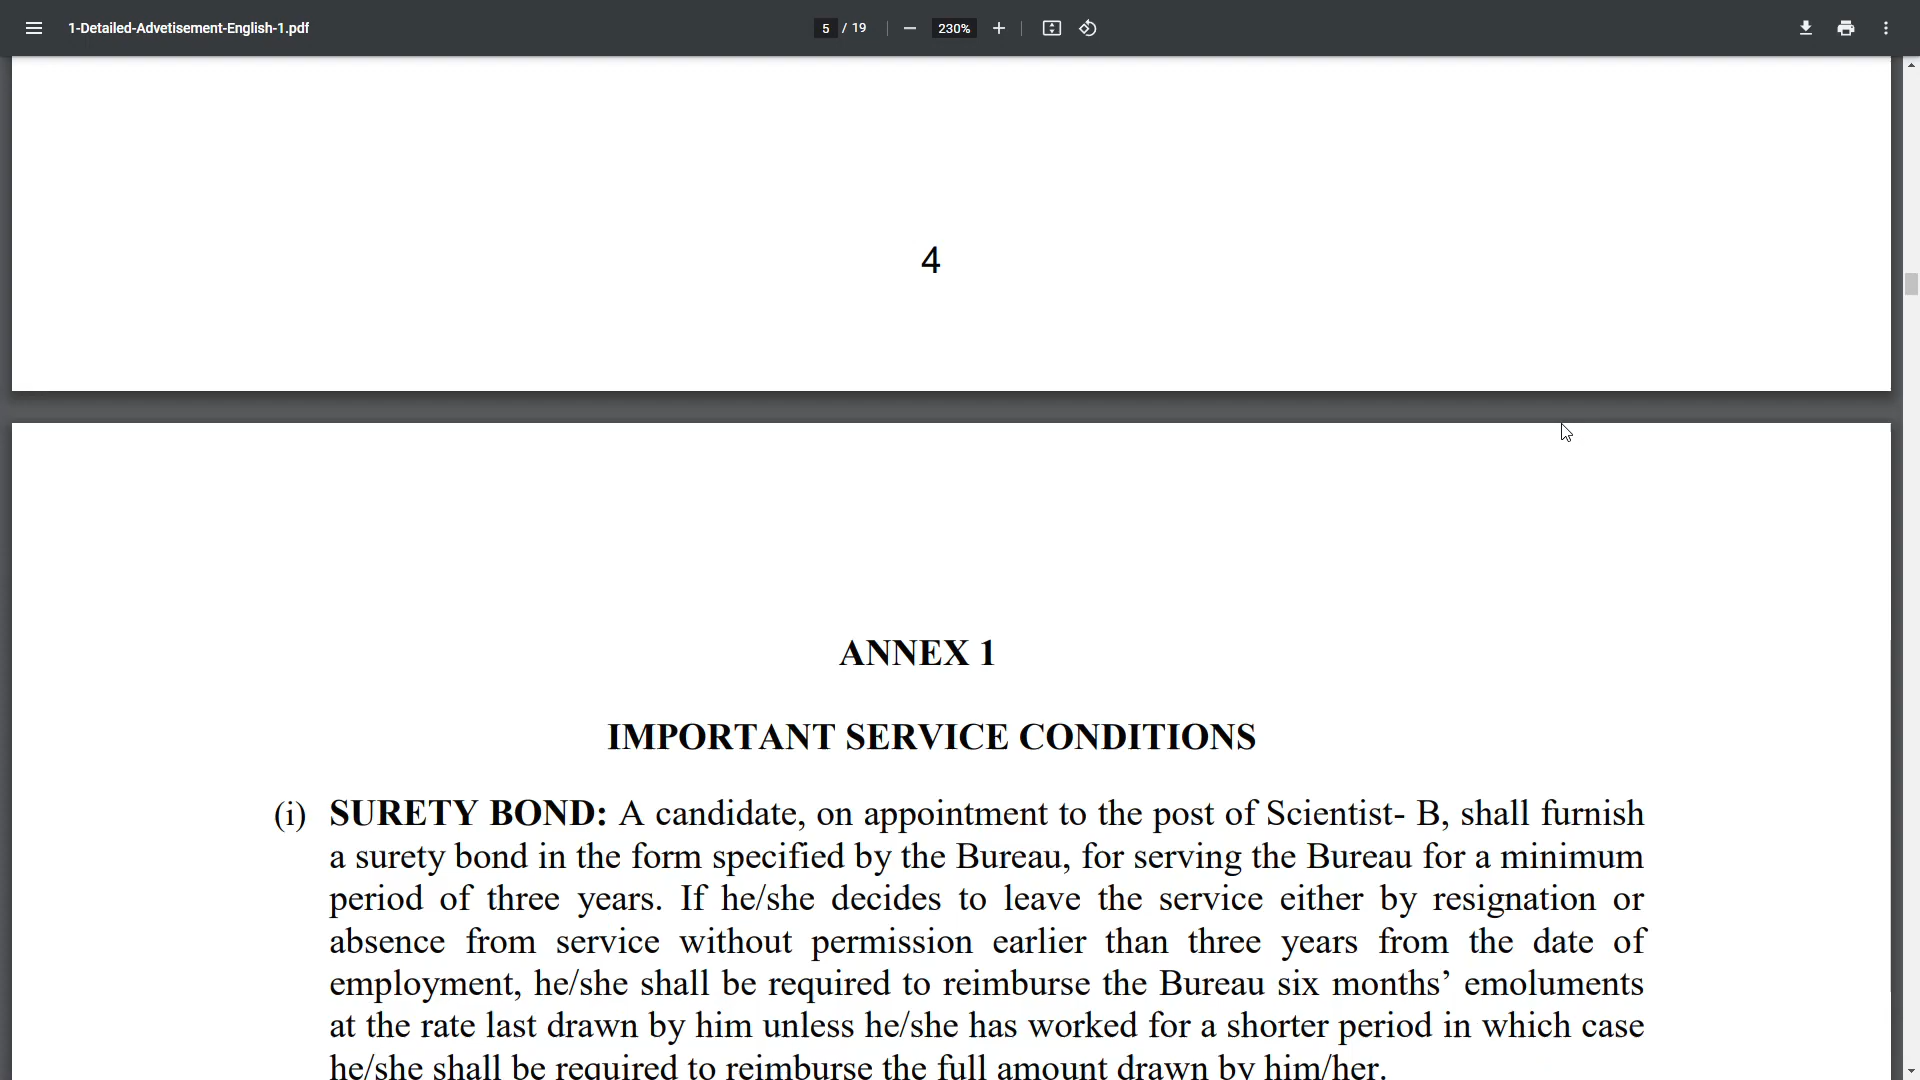 1-Detailed-Advetisement-English-1.pdf
5 / 19
230%
4
ANNEX 1
IMPORTANT SERVICE CONDITIONS
(i) SURETY BOND: A candidate, on appointment to the post of Scientist- B, shall furnish
a surety bond in the form specified by the Bureau, for serving the Bureau for a minimum
period of three years. If he/she decides to leave the service either by resignation or
absence from service without permission earlier than three years from the date of
employment, he/she shall be required to reimburse the Bureau six months’ emoluments
at the rate last drawn by him unless he/she has worked for a shorter period in which case
he/she shall be required to reimburse the full amount drawn by him/her.